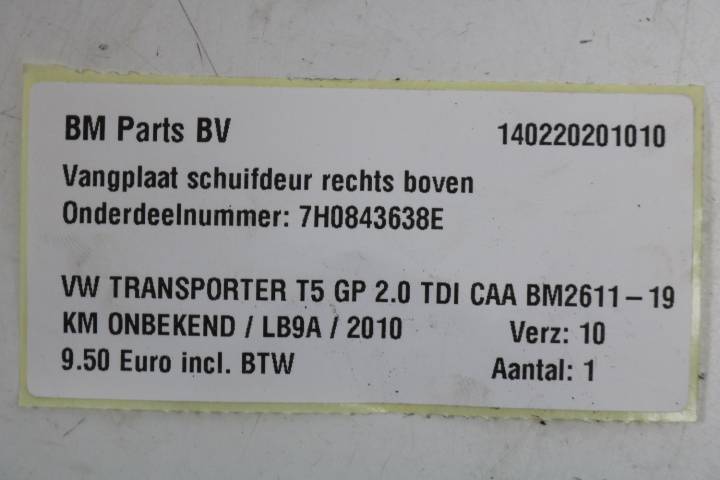 BM Parts BV 140220201010
Vangplaat schuifdeur rechts boven
Onderdeelnummer: 7H0843638E
VW TRANSPORTER T5 GP 2.0 TDI CAA BM2611-19
KM ONBEKEND / LB9A / 2010 Verz: 10
9.50 Euro incl. BTW Aantal: 1